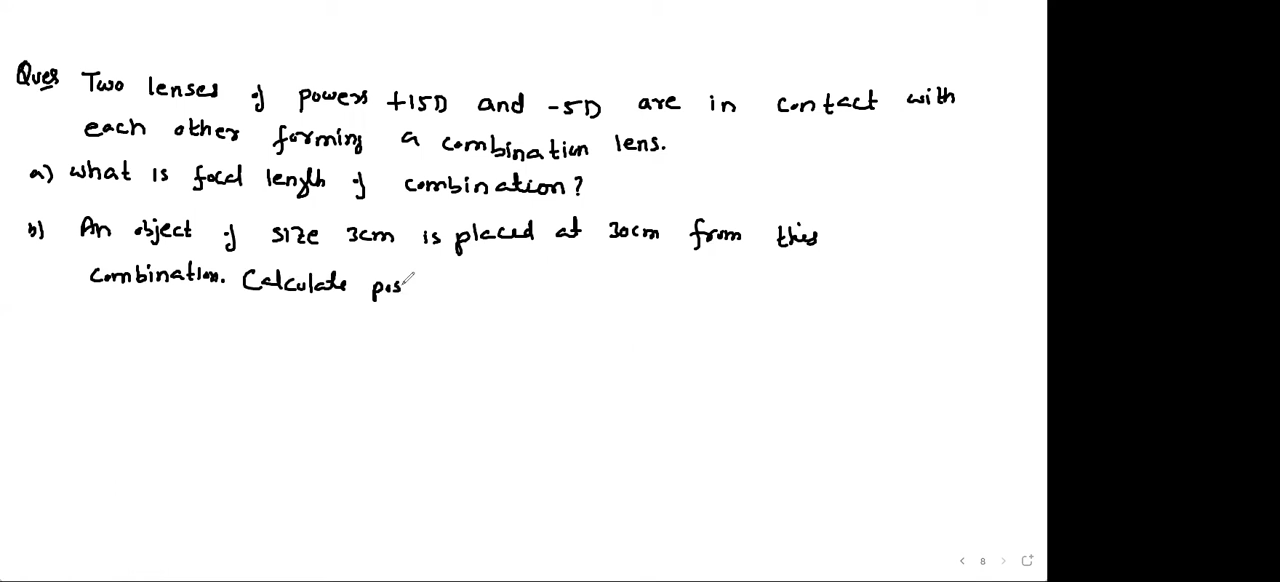 Ques Two lenses of powers +15D and -5D are in contact with
each other forming a combination lens.
a) What is focal length of combination?
b) An object of size 3cm is placed at 30cm from this
combination. Calculate pos
8